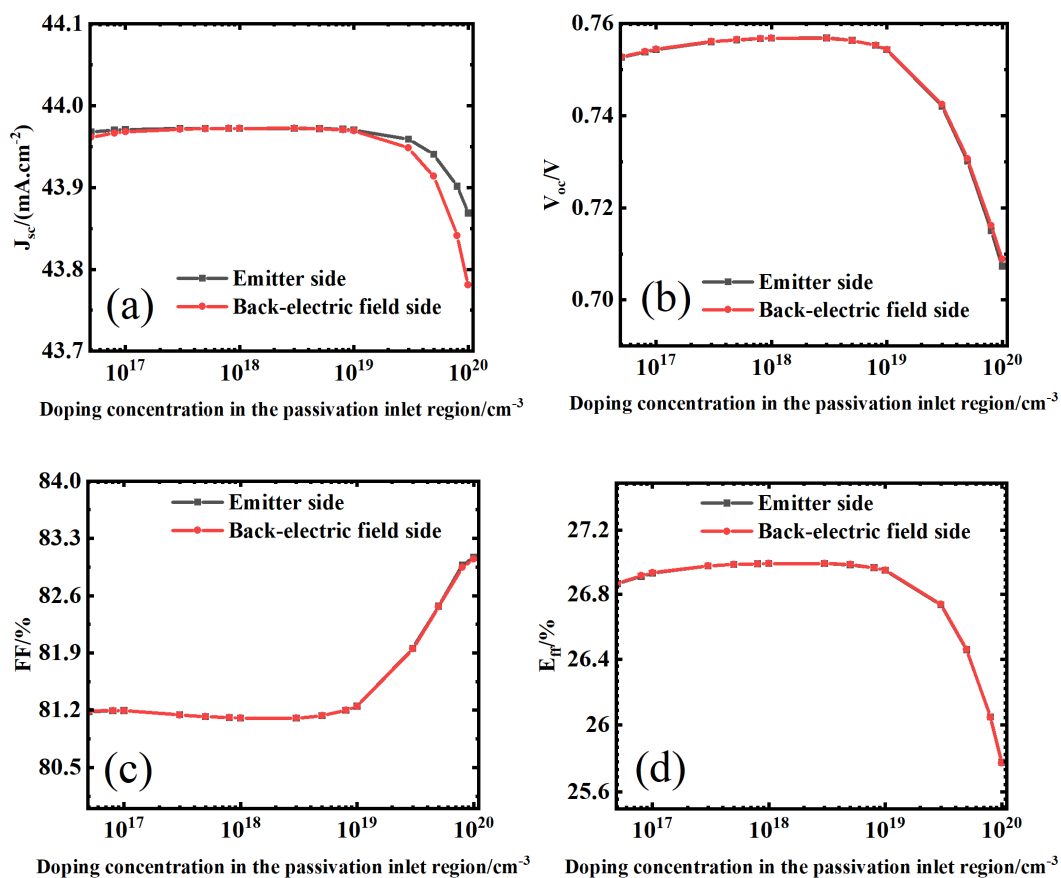 44.1
44.0
43.9
43.8
43.7
J_sc/(mA.cm^-2)
Emitter side
Back-electric field side
(a)
10^17
10^18
10^19
10^20
Doping concentration in the passivation inlet region/cm^-3
0.76
0.74
0.72
0.70
V_oc/V
Emitter side
Back-electric field side
(b)
10^17
10^18
10^19
10^20
Doping concentration in the passivation inlet region/cm^-3
84.0
83.3
82.6
81.9
81.2
80.5
FF/%
Emitter side
Back-electric field side
(c)
10^17
10^18
10^19
10^20
Doping concentration in the passivation inlet region/cm^-3
27.2
26.8
26.4
26
25.6
E_ff/%
Emitter side
Back-electric field side
(d)
10^17
10^18
10^19
10^20
Doping concentration in the passivation inlet region/cm^-3